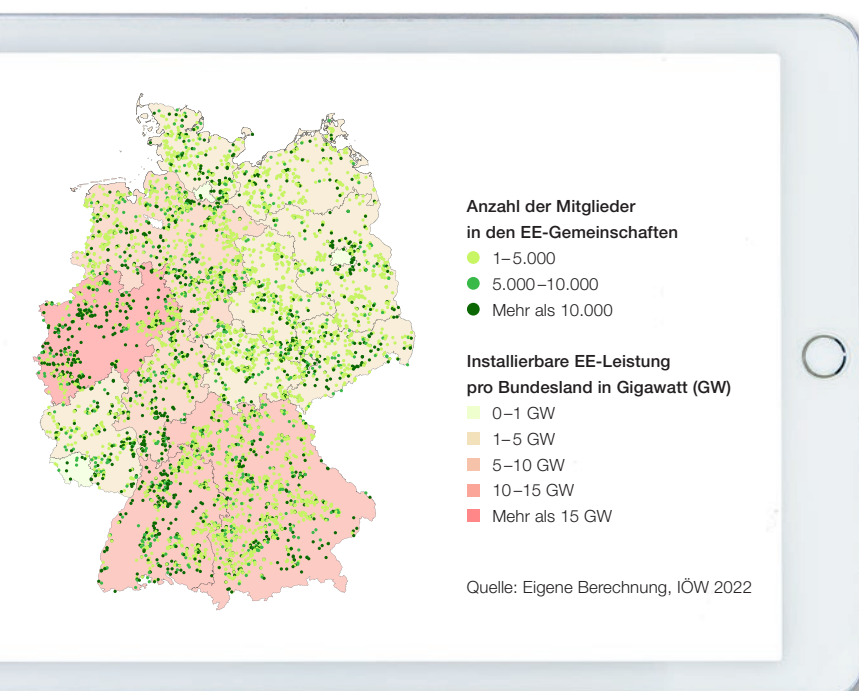 Anzahl der Mitglieder
in den EE-Gemeinschaften
1–5.000
5.000–10.000
Mehr als 10.000
Installierbare EE-Leistung
pro Bundesland in Gigawatt (GW)
0–1 GW
1–5 GW
5–10 GW
10–15 GW
Mehr als 15 GW
Quelle: Eigene Berechnung, IÖW 2022